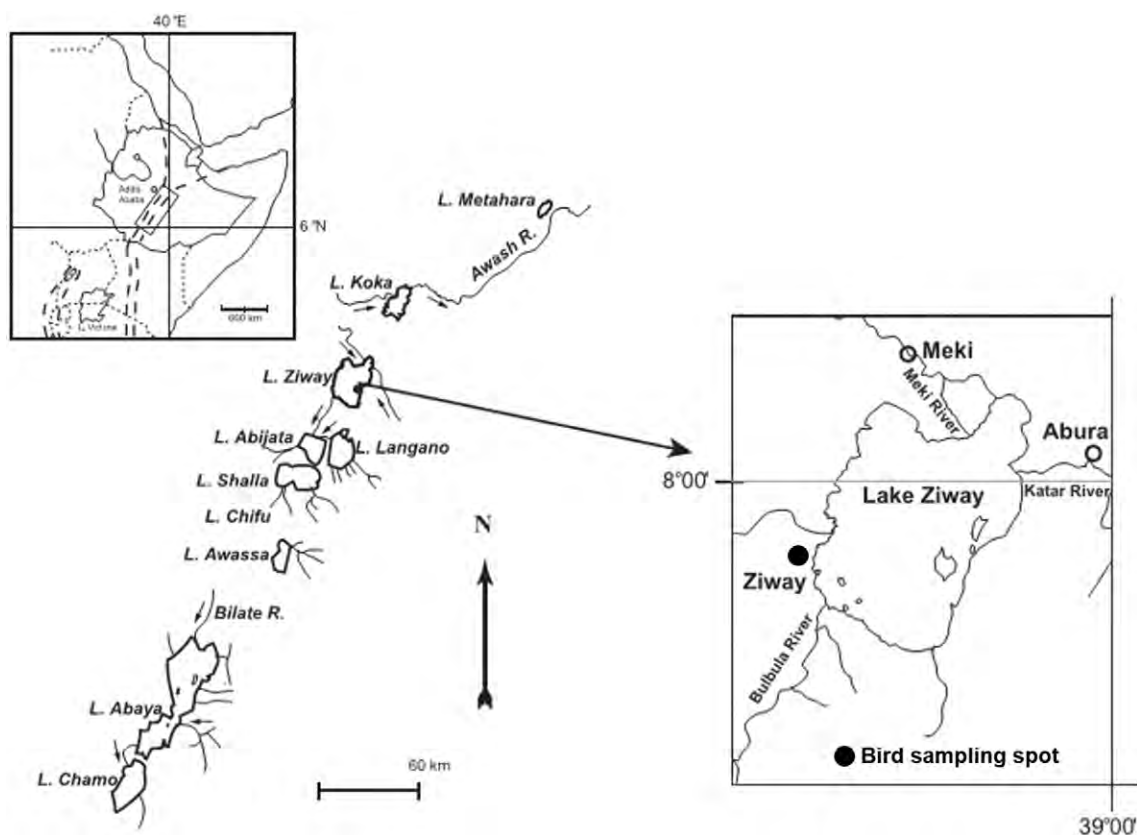 40 °E
Addis
Ababa
6 °N
600 km
L. Metahara
Awash R.
L. Koka
L. Ziway
L. Abijata
L. Langano
L. Shalla
L. Chifu
L. Awassa
N
Bilate R.
L. Abaya
L. Chamo
60 km
Meki
Meki River
Abura
8°00'
Lake Ziway
Katar River
Ziway
Bulbula River
Bird sampling spot
39°00'